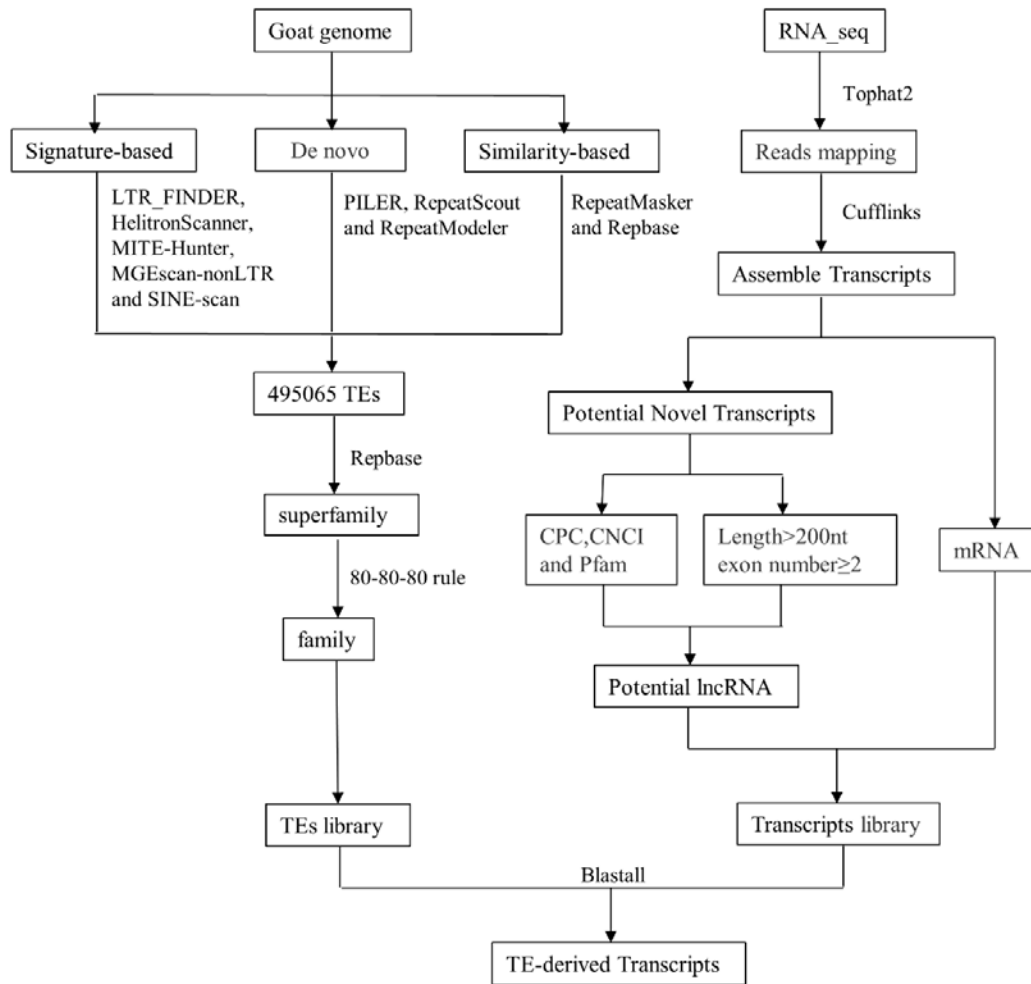 Goat genome
RNA_seq
Tophat2
Signature-based
De novo
Similarity-based
Reads mapping
LTR_FINDER,
HelitronScanner,
MITE-Hunter,
MGEscan-nonLTR
and SINE-scan
PILER, RepeatScout
and RepeatModeler
RepeatMasker
and Repbase
Cufflinks
Assemble Transcripts
495065 TEs
Potential Novel Transcripts
Repbase
superfamily
CPC,CNCI
and Pfam
Length>200nt
exon number≥2
mRNA
80-80-80 rule
family
Potential lncRNA
TEs library
Transcripts library
Blastall
TE-derived Transcripts